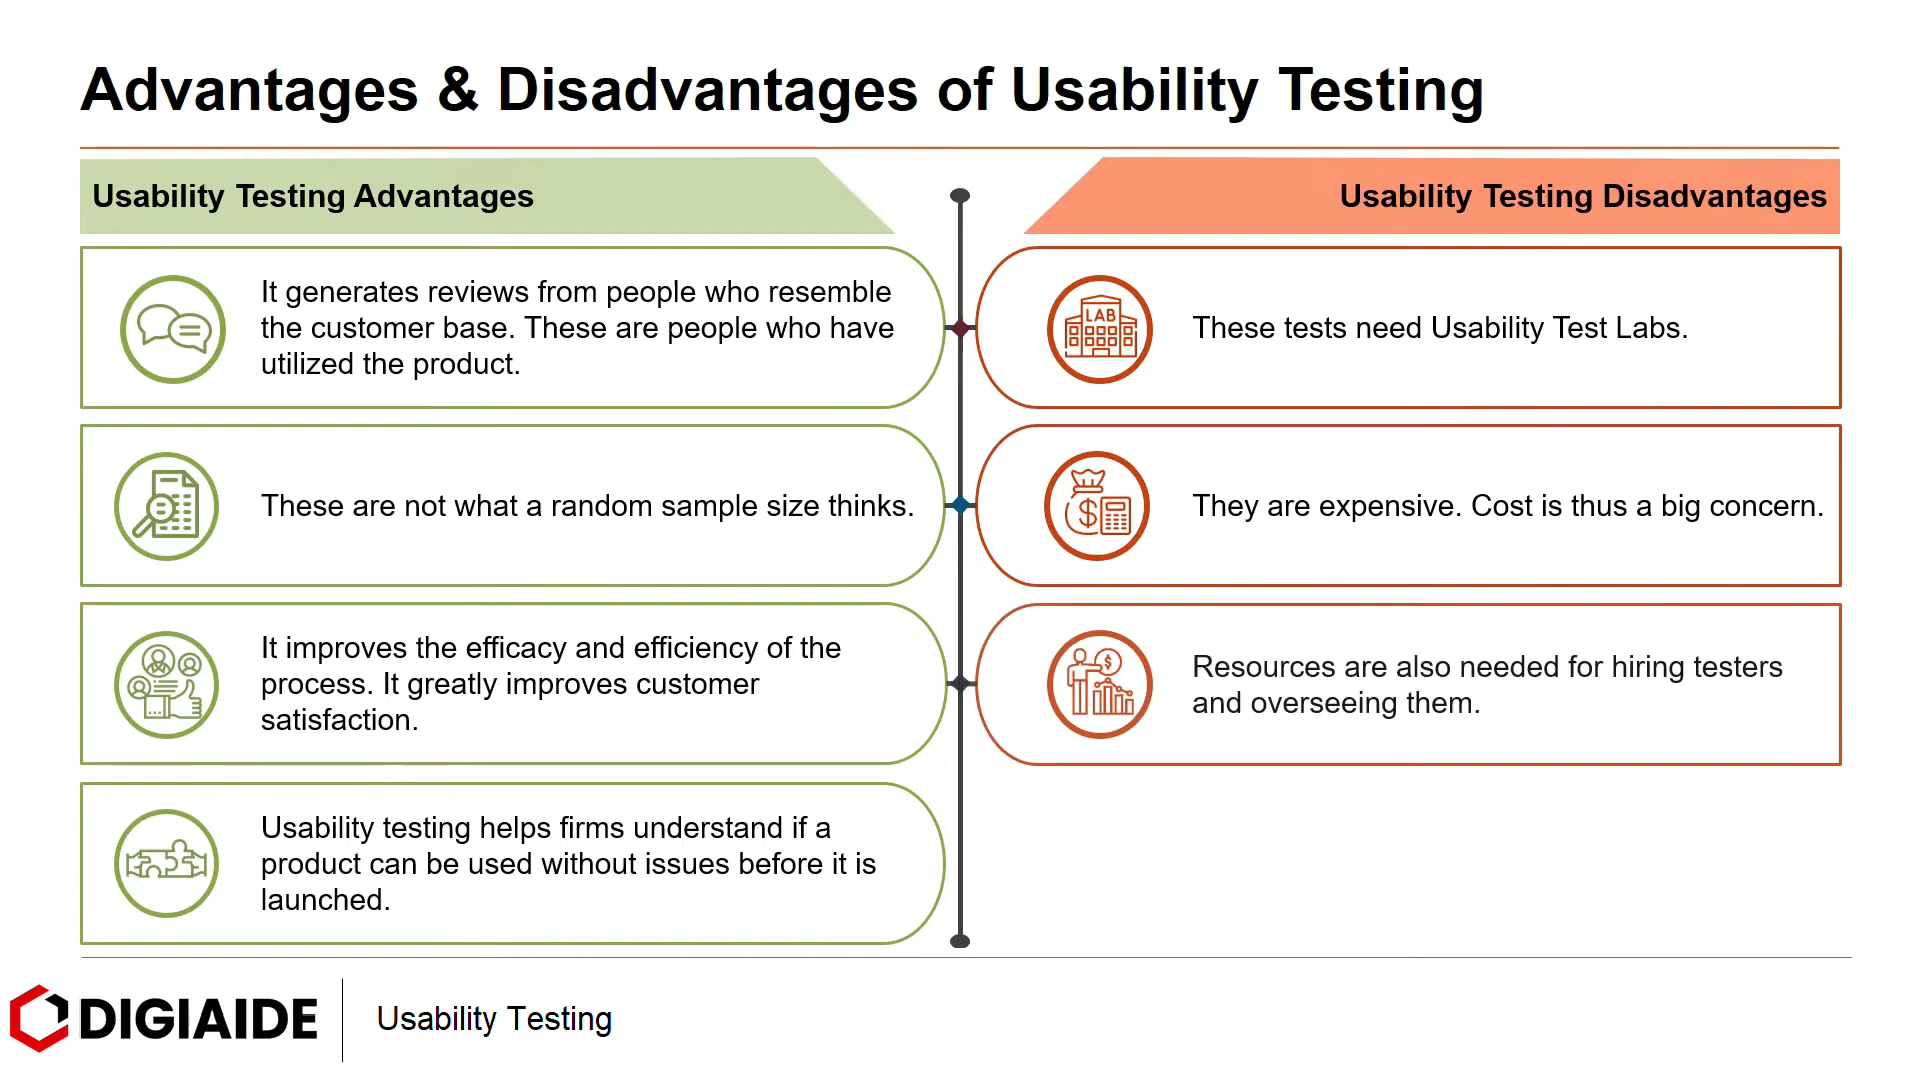 Advantages & Disadvantages of Usability Testing
Usability Testing Advantages
It generates reviews from people who resemble
the customer base. These are people who have
utilized the product.
These are not what a random sample size thinks.
It improves the efficacy and efficiency of the
process. It greatly improves customer
satisfaction.
Usability testing helps firms understand if a
product can be used without issues before it is
launched.
Usability Testing Disadvantages
LAB
These tests need Usability Test Labs.
$
They are expensive. Cost is thus a big concern.
$
Resources are also needed for hiring testers
and overseeing them.
DIGIAIDE
Usability Testing